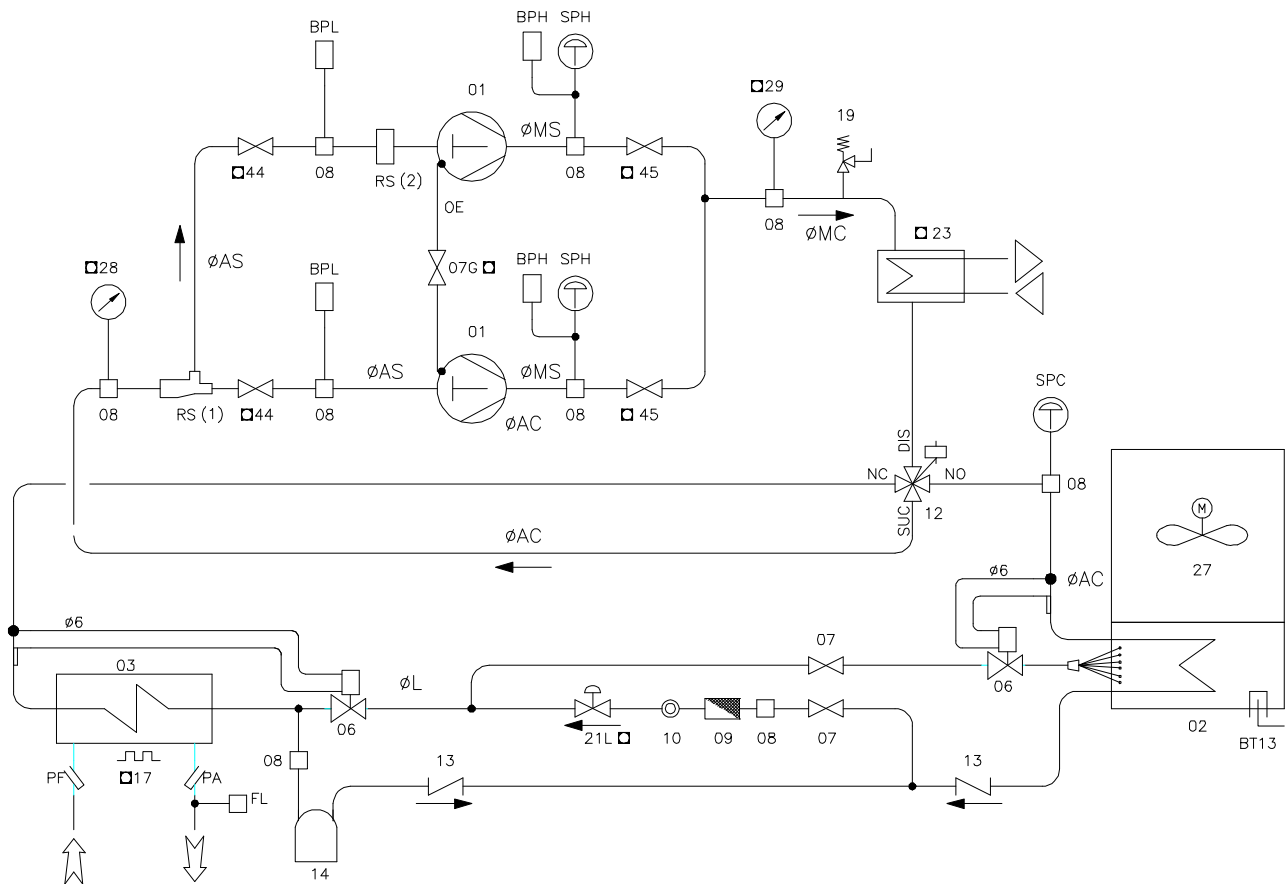 BPL
BPH SPH
01
◘29
19
ØMS
◘44
08
RS (2)
08
◘ 45
OE
08
ØMC
◘ 23
ØAS
◘28
BPL
07G ◘
BPH SPH
01
ØAS
ØMS
SPC
08
RS (1)
◘44
08
08
◘ 45
ØAC
DIS
NC
NO
08
SUC
12
ØAC
M
27
Ø6
ØAC
Ø6
03
07
ØL
06
06
21L ◘
10
09
08
07
02
BT13
PF
◘17
PA
08
13
13
FL
14